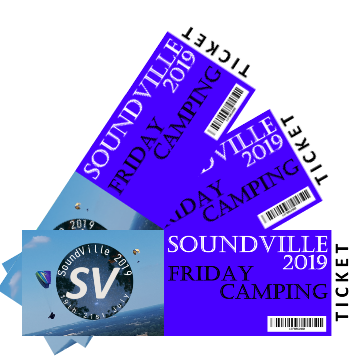 SOUNDVILLE
2019
FRIDAY
CAMPING
TICKET
SOUNDVILLE
2019
FRIDAY
CAMPING
TICKET
2019
SOUNDVILLE
2019
FRIDAY
CAMPING
TICKET
SoundVille 2019
SV
19th 21st July